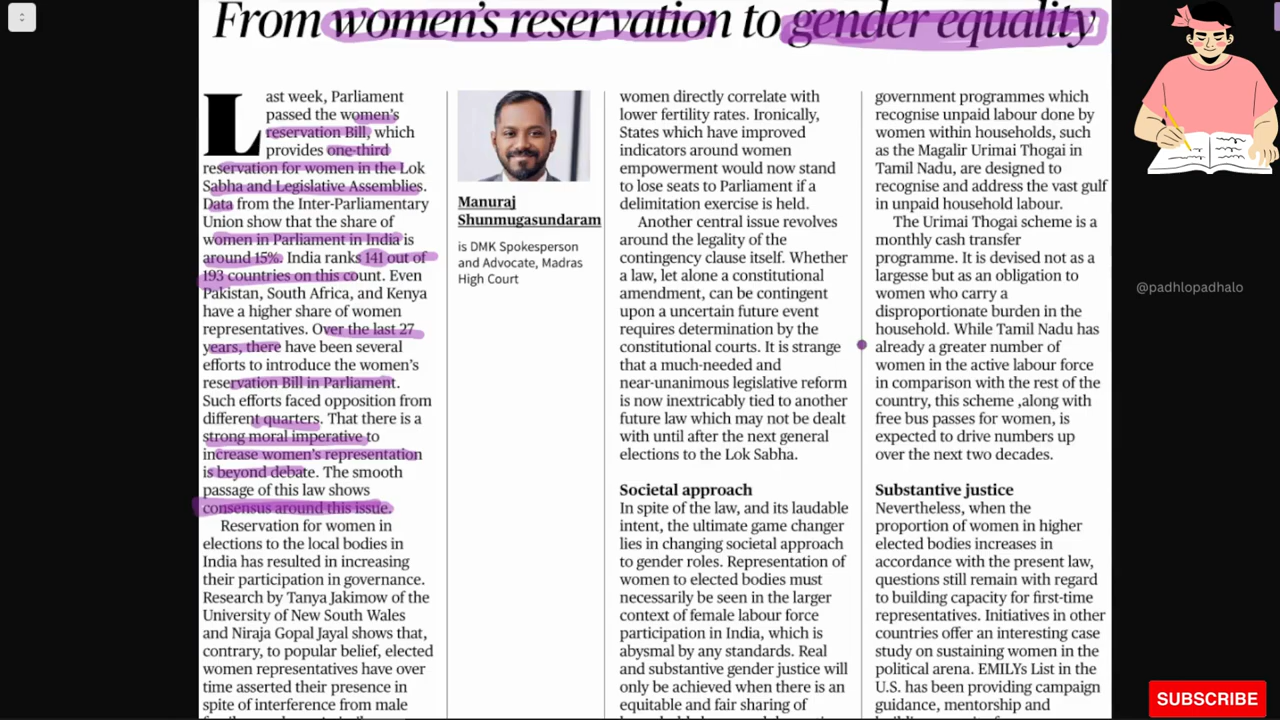 From women's reservation to gender equality
Last week, Parliament
passed the women's
reservation Bill, which
provides one-third
reservation for women in the Lok
Sabha and Legislative Assemblies.
Data from the Inter-Parliamentary
Union show that the share of
women in Parliament in India is
around 15%. India ranks 141 out of
193 countries on this count. Even
Pakistan, South Africa, and Kenya
have a higher share of women
representatives. Over the last 27
years, there have been several
efforts to introduce the women's
reservation Bill in Parliament.
Such efforts faced opposition from
different quarters. That there is a
strong moral imperative to
increase women's representation
is beyond debate. The smooth
passage of this law shows
consensus around this issue.
Reservation for women in
elections to the local bodies in
India has resulted in increasing
their participation in governance.
Research by Tanya Jakimow of the
University of New South Wales
and Niraja Gopal Jayal shows that,
contrary, to popular belief, elected
women representatives have over
time asserted their presence in
spite of interference from male
Manuraj
Shunmugasundaram
is DMK Spokesperson
and Advocate, Madras
High Court
women directly correlate with
lower fertility rates. Ironically,
States which have improved
indicators around women
empowerment would now stand
to lose seats to Parliament if a
delimitation exercise is held.
Another central issue revolves
around the legality of the
contingency clause itself. Whether
a law, let alone a constitutional
amendment, can be contingent
upon a uncertain future event
requires determination by the
constitutional courts. It is strange
that a much-needed and
near-unanimous legislative reform
is now inextricably tied to another
future law which may not be dealt
with until after the next general
elections to the Lok Sabha.
Societal approach
In spite of the law, and its laudable
intent, the ultimate game changer
lies in changing societal approach
to gender roles. Representation of
women to elected bodies must
necessarily be seen in the larger
context of female labour force
participation in India, which is
abysmal by any standards. Real
and substantive gender justice will
only be achieved when there is an
equitable and fair sharing of
government programmes which
recognise unpaid labour done by
women within households, such
as the Magalir Urimai Thogai in
Tamil Nadu, are designed to
recognise and address the vast gulf
in unpaid household labour.
The Urimai Thogai scheme is a
monthly cash transfer
programme. It is devised not as a
largesse but as an obligation to
women who carry a
disproportionate burden in the
household. While Tamil Nadu has
already a greater number of
women in the active labour force
in comparison with the rest of the
country, this scheme ,along with
free bus passes for women, is
expected to drive numbers up
over the next two decades.
Substantive justice
Nevertheless, when the
proportion of women in higher
elected bodies increases in
accordance with the present law,
questions still remain with regard
to building capacity for first-time
representatives. Initiatives in other
countries offer an interesting case
study on sustaining women in the
political arena. EMILYs List in the
U.S. has been providing campaign
guidance, mentorship and
@padhlopadhalo
SUBSCRIBE